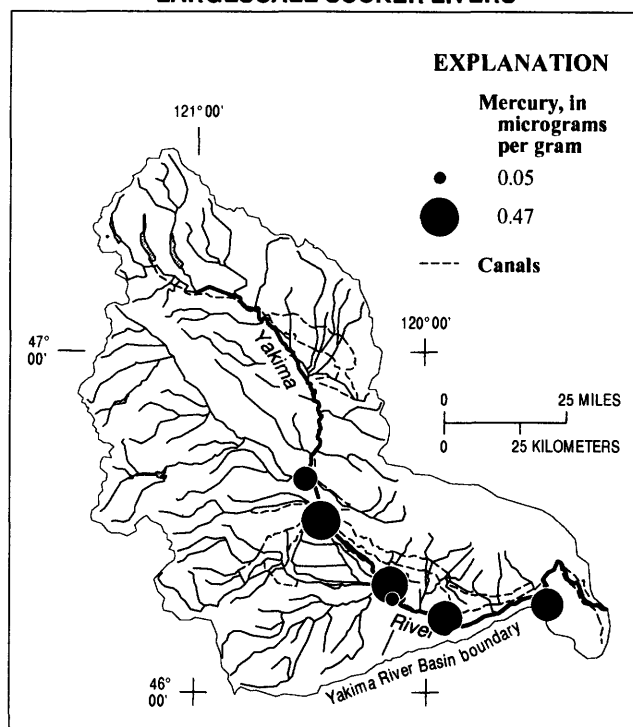 LARGESCALE SUCKER LIVERS
EXPLANATION
Mercury, in
micrograms
per gram
0.05
0.47
Canals
121° 00'
47°
00'
120° 00'
Yakima
0 25 MILES
0 25 KILOMETERS
River
Yakima River Basin boundary
46°
00'